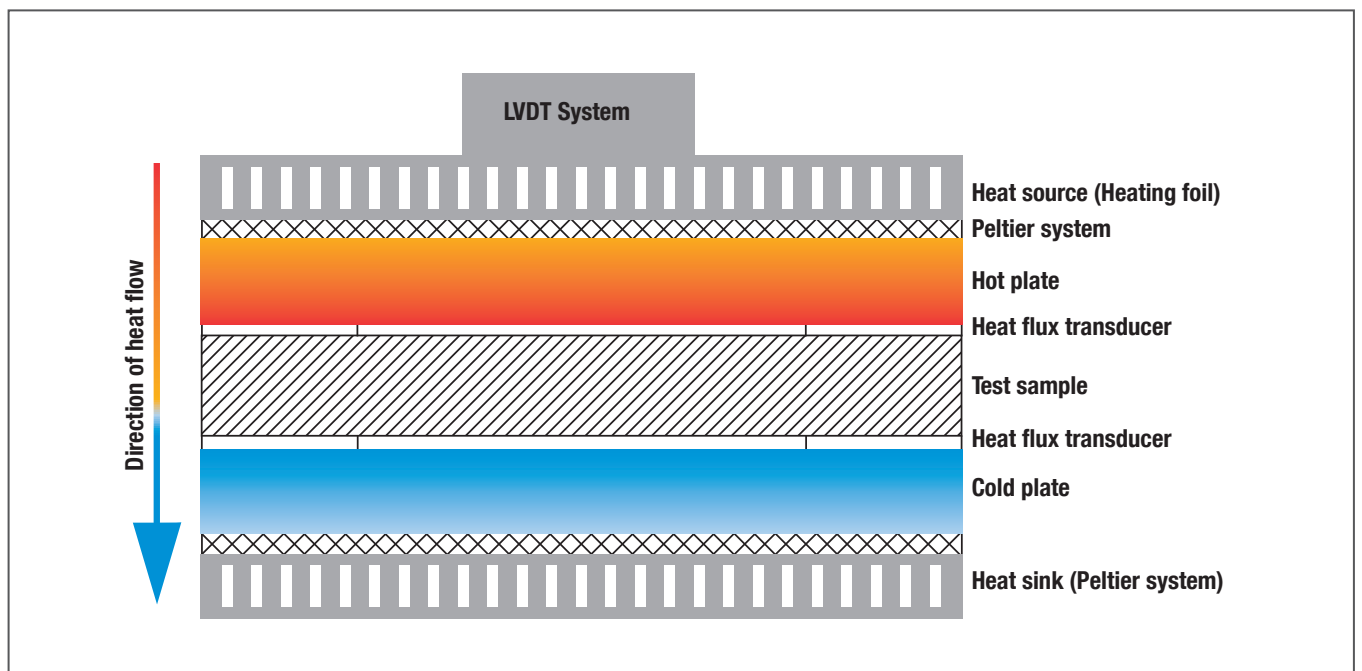 LVDT System
Heat source (Heating foil)
Peltier system
Hot plate
Heat flux transducer
Test sample
Heat flux transducer
Cold plate
Heat sink (Peltier system)
Direction of heat flow